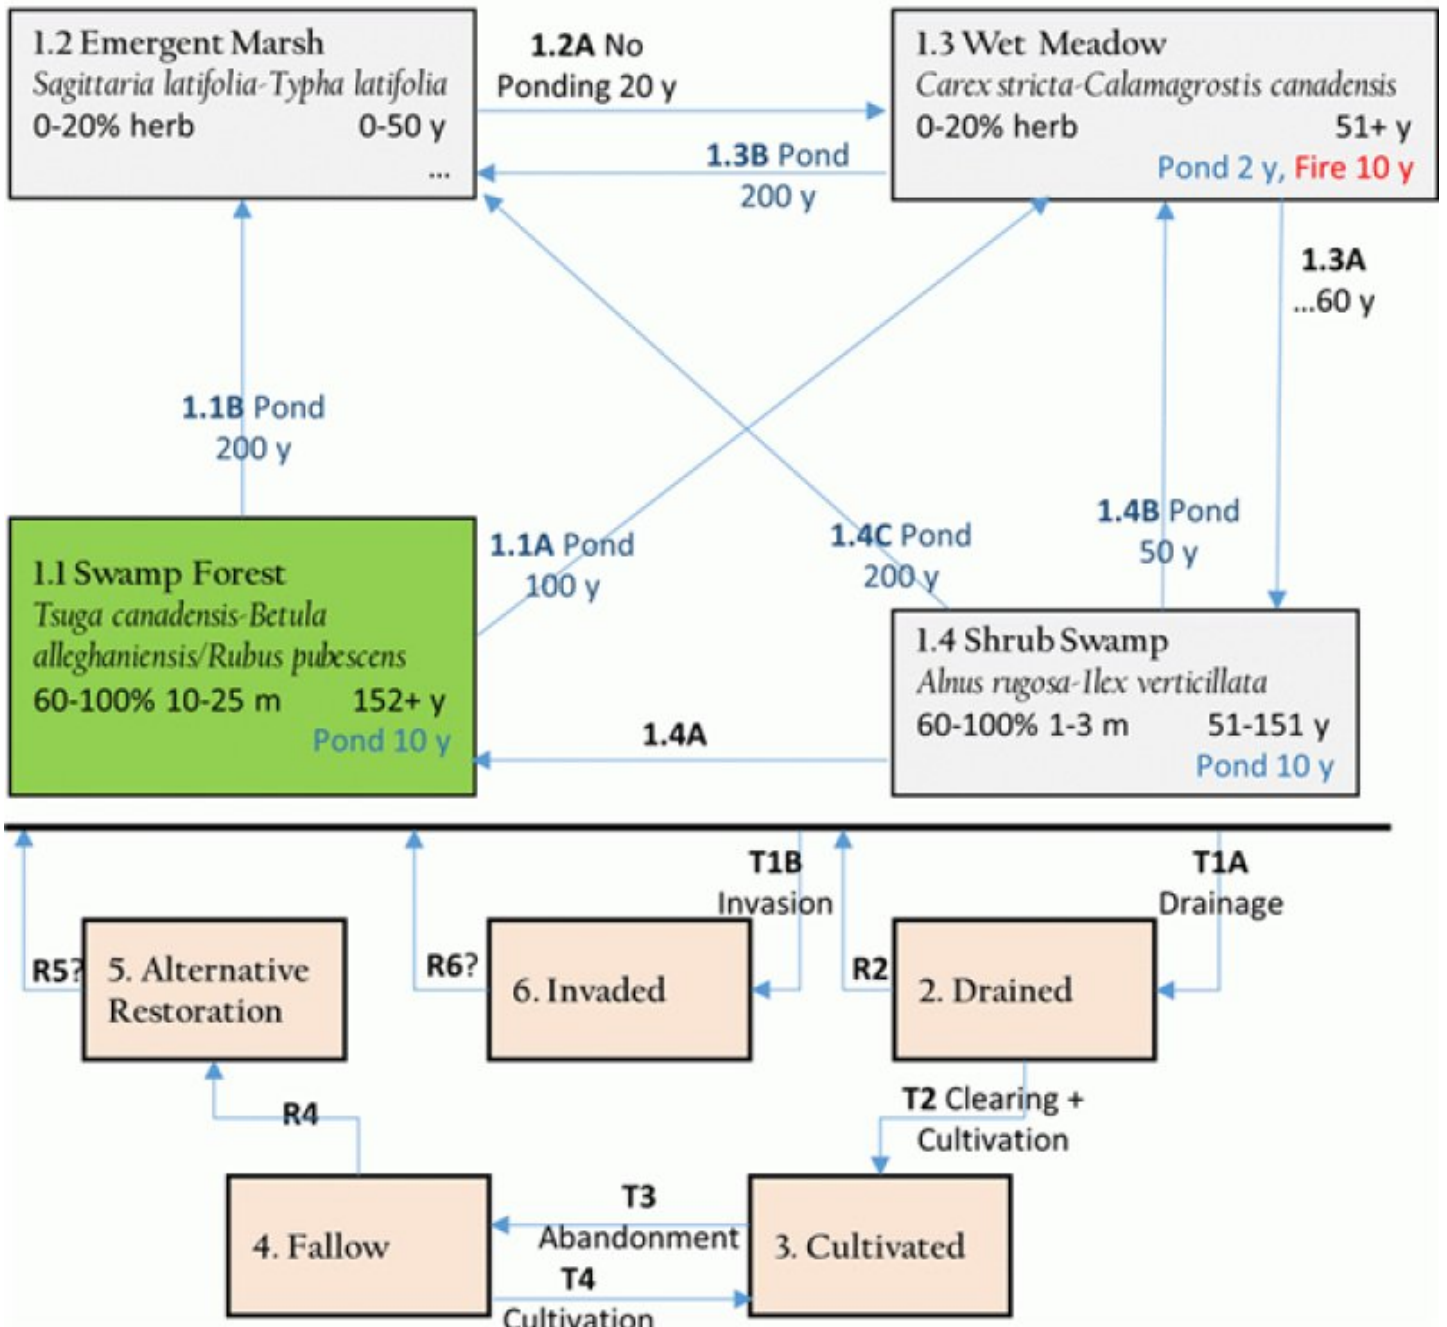 1.2 Emergent Marsh
Sagittaria latifolia-Typha latifolia
0-20% herb 0-50 y
...
1.2A No
Ponding 20 y
1.3B Pond
200 y
1.3 Wet Meadow
Carex stricta-Calamagrostis canadensis
0-20% herb 51+ y
Pond 2 y, Fire 10 y
1.3A
...60 y
1.1B Pond
200 y
1.1A Pond
100 y
1.4C Pond
200 y
1.4B Pond
50 y
1.1 Swamp Forest
Tsuga canadensis-Betula
alleghaniensis/Rubus pubescens
60-100% 10-25 m 152+ y
Pond 10 y
1.4A
1.4 Shrub Swamp
Alnus rugosa-Ilex verticillata
60-100% 1-3 m 51-151 y
Pond 10 y
T1B
Invasion
T1A
Drainage
R5?
5. Alternative
Restoration
R6?
6. Invaded
R2
2. Drained
R4
T2 Clearing +
Cultivation
4. Fallow
T3
Abandonment
T4
Cultivation
3. Cultivated